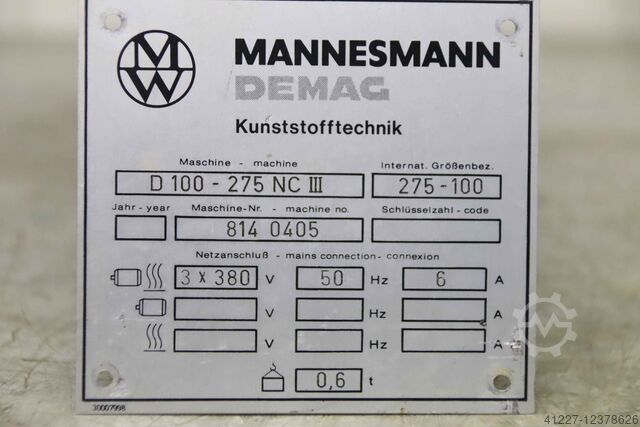 MW
MANNESMANN
DEMAG
Kunststofftechnik
Maschine - machine Internat. Größenbez.
D 100 - 275 NC III 275-100
Jahr - year Maschine-Nr. - machine no. Schlüsselzahl - code
814 0405
Netzanschluß - mains connection - connexion
3 x 380 V 50 Hz 6 A
V Hz A
V Hz A
0,6 t
30007998
41227-12378626